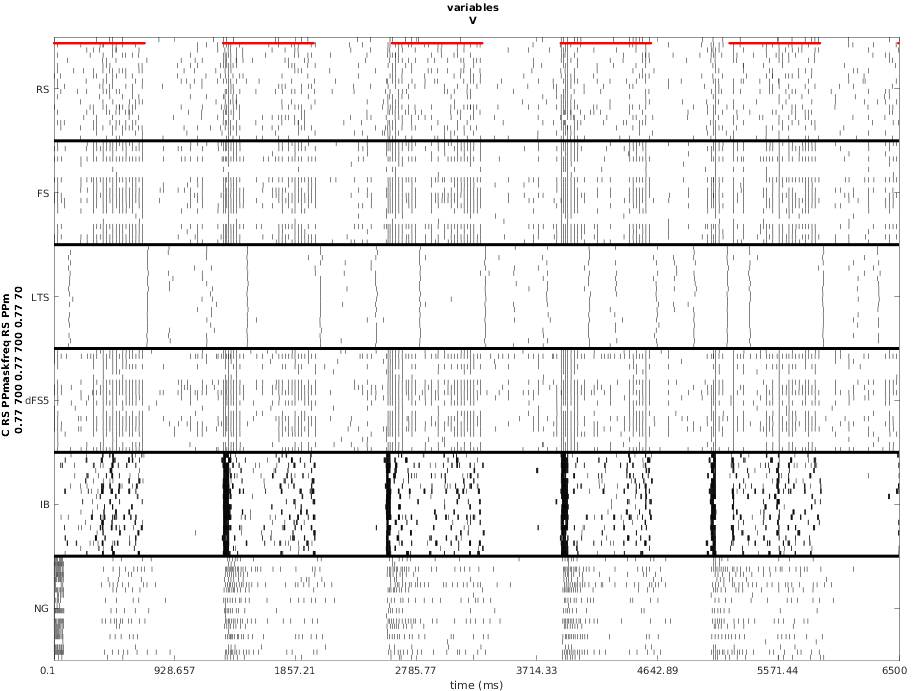 variables
V
C RS PPmaskfreq RS PPm
0.77 700 0.77 700 0.77 70
RS
FS
LTS
dFS5
IB
NG
0.1 928.657 1857.21 2785.77 3714.33 4642.89 5571.44 6500
time (ms)